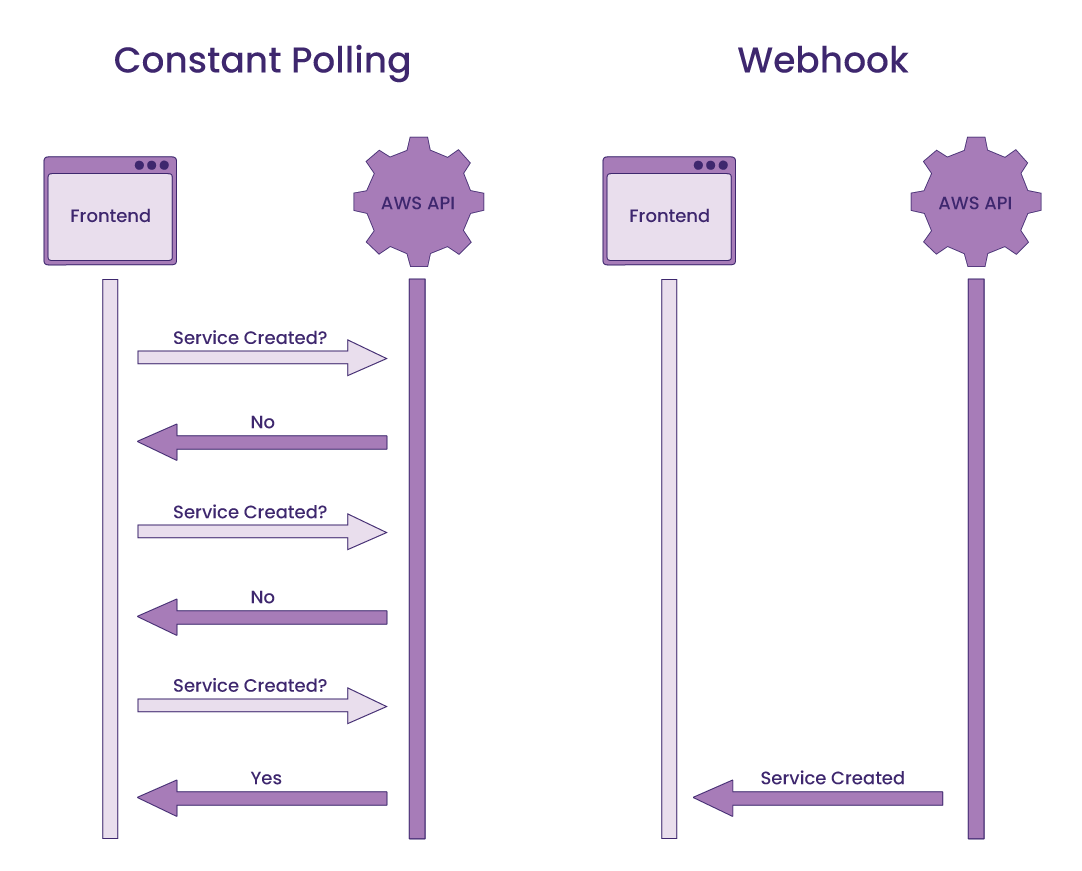 Constant Polling
Frontend
AWS API
Service Created?
No
Service Created?
No
Service Created?
Yes
Webhook
Frontend
AWS API
Service Created